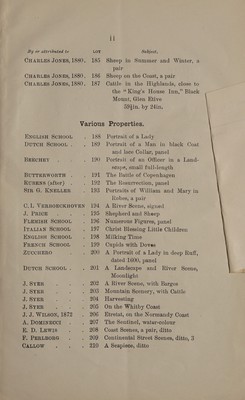 11
By or attributed to LOT Subject.
CHARLES JONES, 1880. 185 Sheep in Summer and Winter, a
pair
CHARLES JONES, 1880. 186 Sheep on the Coast, a pair
CHARLES JONES, 1880. 187 Cattle in the Highlands, close to
the "King's House Inn," Black
Mount, Glen Etive
39½in. by 26in.
Various Properties.
ENGLISH SCHOOL . 188 Portrait of a Lady
DUTCH SCHOOL . . 189 Portrait of a Man in black Coat
and lace Collar, panel
BEECHEY . . . 190 Portrait of an Officer in a Land-
scape, small full-length
BUTTERWORTH . . 191 The Battle of Copenhagen
RUBENS (after) . . 192 The Resurrection, panel
SIR G. KNELLER . 193 Portraits of William and Mary in
Robes, a pair
C. L. VERBOECKHOVEN 194 A River Scene, signed
J. PRICE . . . 195 Shepherd and Sheep
FLEMISH SCHOOL . 196 Numerous Figures, panel
ITALIAN SCHOOL . 197 Christ Blessing Little Children
ENGLISH SCHOOL . 198 Milking Time
FRENCH SCHOOL . 199 Cupids with Doves
ZUCCHERO . . . 200 A Portrait of a Lady in deep Ruff,
dated 1600, panel
DUTCH SCHOOL . . 201 A Landscape and River Scene,
Moonlight
J. SYER . . . 202 A River Scene, with Barges
J. SYER . . . 203 Mountain Scenery, with Cattle
J. SYER . . . 204 Harvesting
J. SYER . . . 205 On the Whitby Coast
J. J. WILSON, 1872 . 206 Etretat, on the Normandy Coast
A. DOMINECCI . . 207 The Sentinel, water-colour
E. D. LEWIS . . 208 Coast Scenes, a pair, ditto
F. PERLBORG . . 209 Continental Street Scenes, ditto, 3
CALLOW . . . 210 A Seapiece, ditto